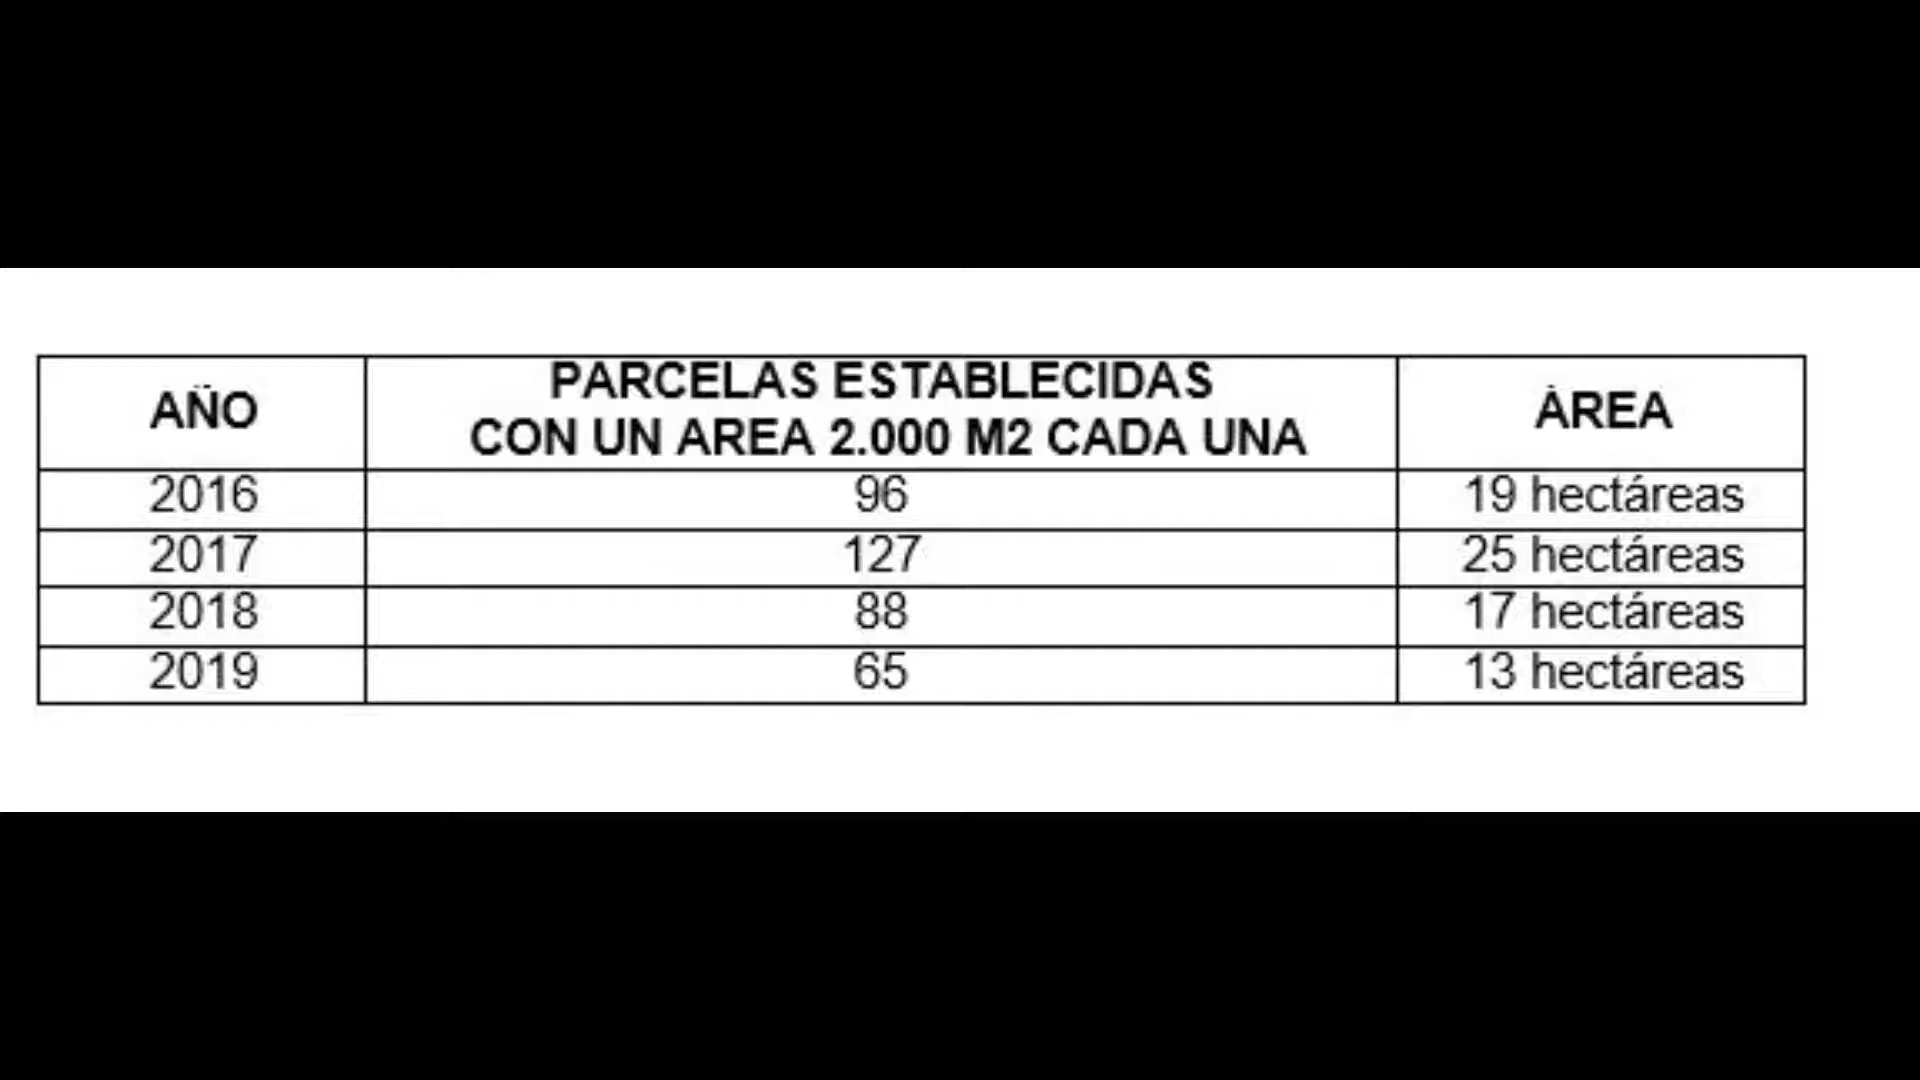 AÑO
PARCELAS ESTABLECIDAS
CON UN AREA 2.000 M2 CADA UNA
ÁREA
2016 96 19 hectáreas
2017 127 25 hectáreas
2018 88 17 hectáreas
2019 65 13 hectáreas